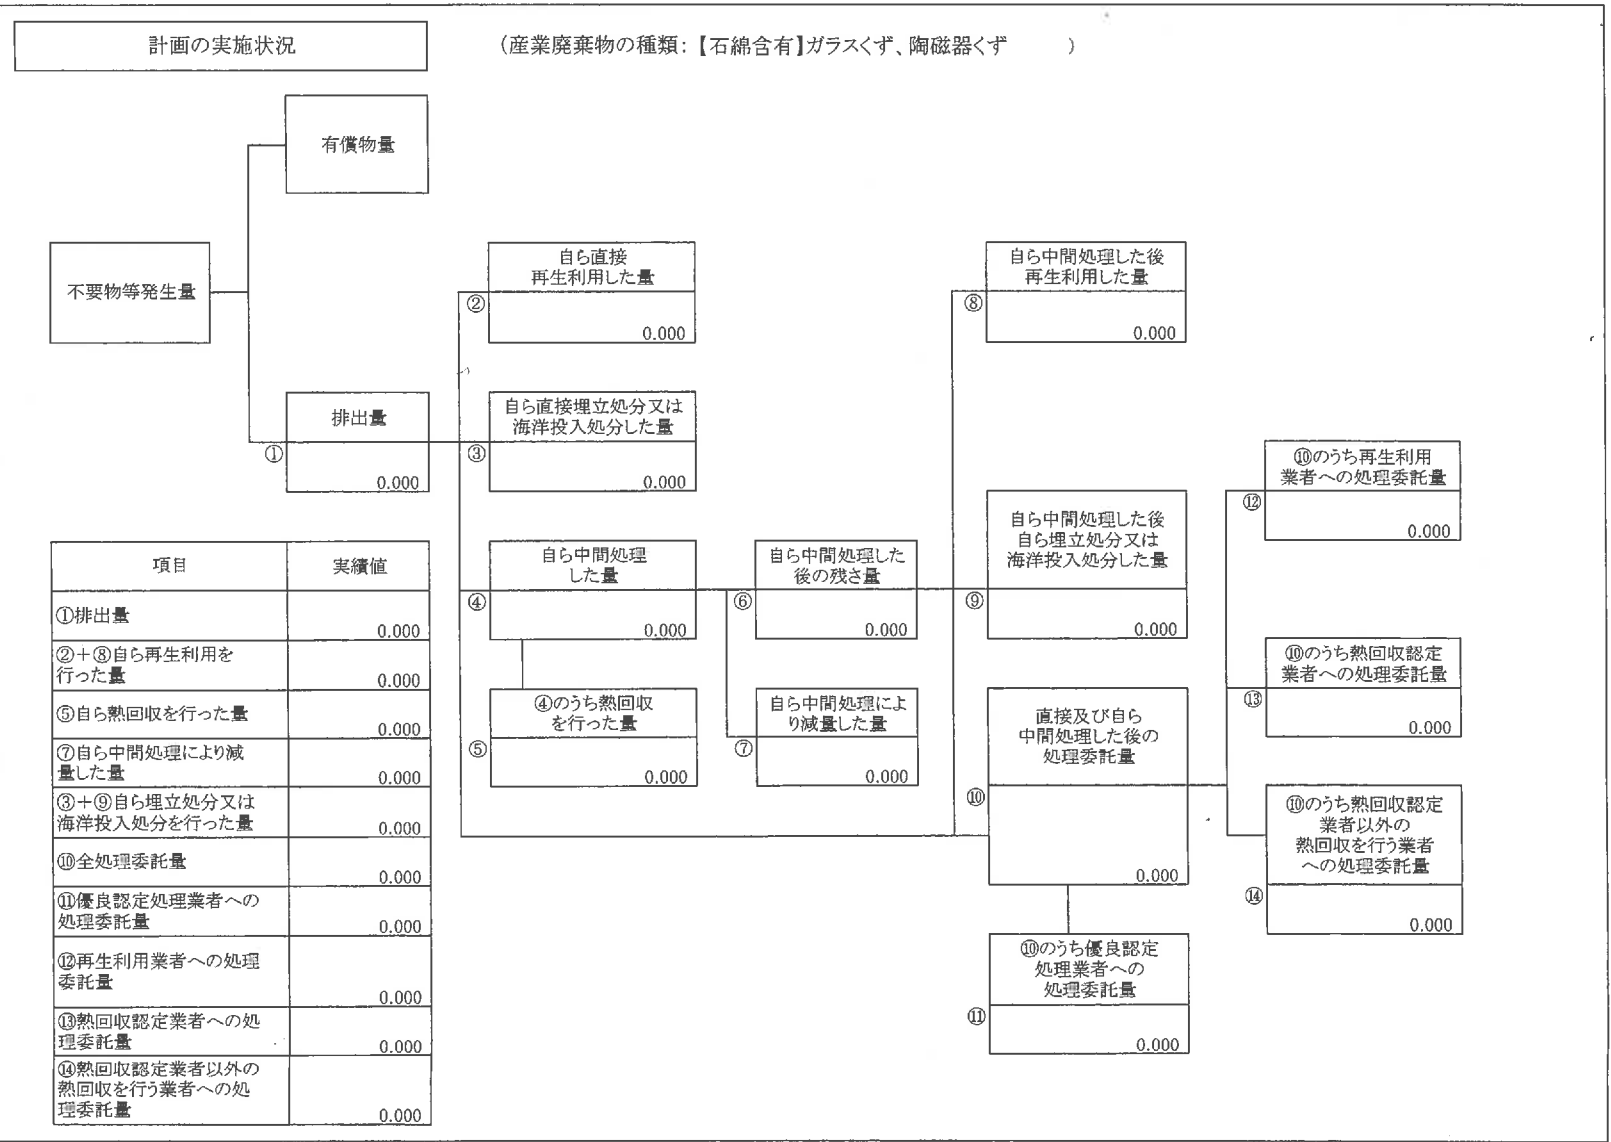 計画の実施状況
(産業廃棄物の種類:【石綿含有】ガラスくず、陶磁器くず　　　)
有償物量
不要物等発生量
排出量
①
0.000
自ら直接
再生利用した量
②
0.000
自ら直接埋立処分又は
海洋投入処分した量
③
0.000
自ら中間処理
した量
④
0.000
④のうち熱回収
を行った量
⑤
0.000
自ら中間処理した
後の残さ量
⑥
0.000
自ら中間処理によ
り減量した量
⑦
0.000
自ら中間処理した後
再生利用した量
⑧
0.000
自ら中間処理した後
自ら埋立処分又は
海洋投入処分した量
⑨
0.000
直接及び自ら
中間処理した後の
処理委託量
⑩
0.000
⑩のうち優良認定
処理業者への
処理委託量
⑪
0.000
⑩のうち再生利用
業者への処理委託量
⑫
0.000
⑩のうち熱回収認定
業者への処理委託量
⑬
0.000
⑩のうち熱回収認定
業者以外の
熱回収を行う業者
への処理委託量
⑭
0.000
項目 実績値
①排出量
0.000
②+⑧自ら再生利用を
行った量
0.000
⑤自ら熱回収を行った量
0.000
⑦自ら中間処理により減
量した量
0.000
③+⑨自ら埋立処分又は
海洋投入処分を行った量
0.000
⑩全処理委託量
0.000
⑪優良認定処理業者への
処理委託量
0.000
⑫再生利用業者への処理
委託量
0.000
⑬熱回収認定業者への処
理委託量
0.000
⑭熱回収認定業者以外の
熱回収を行う業者への処
理委託量
0.000